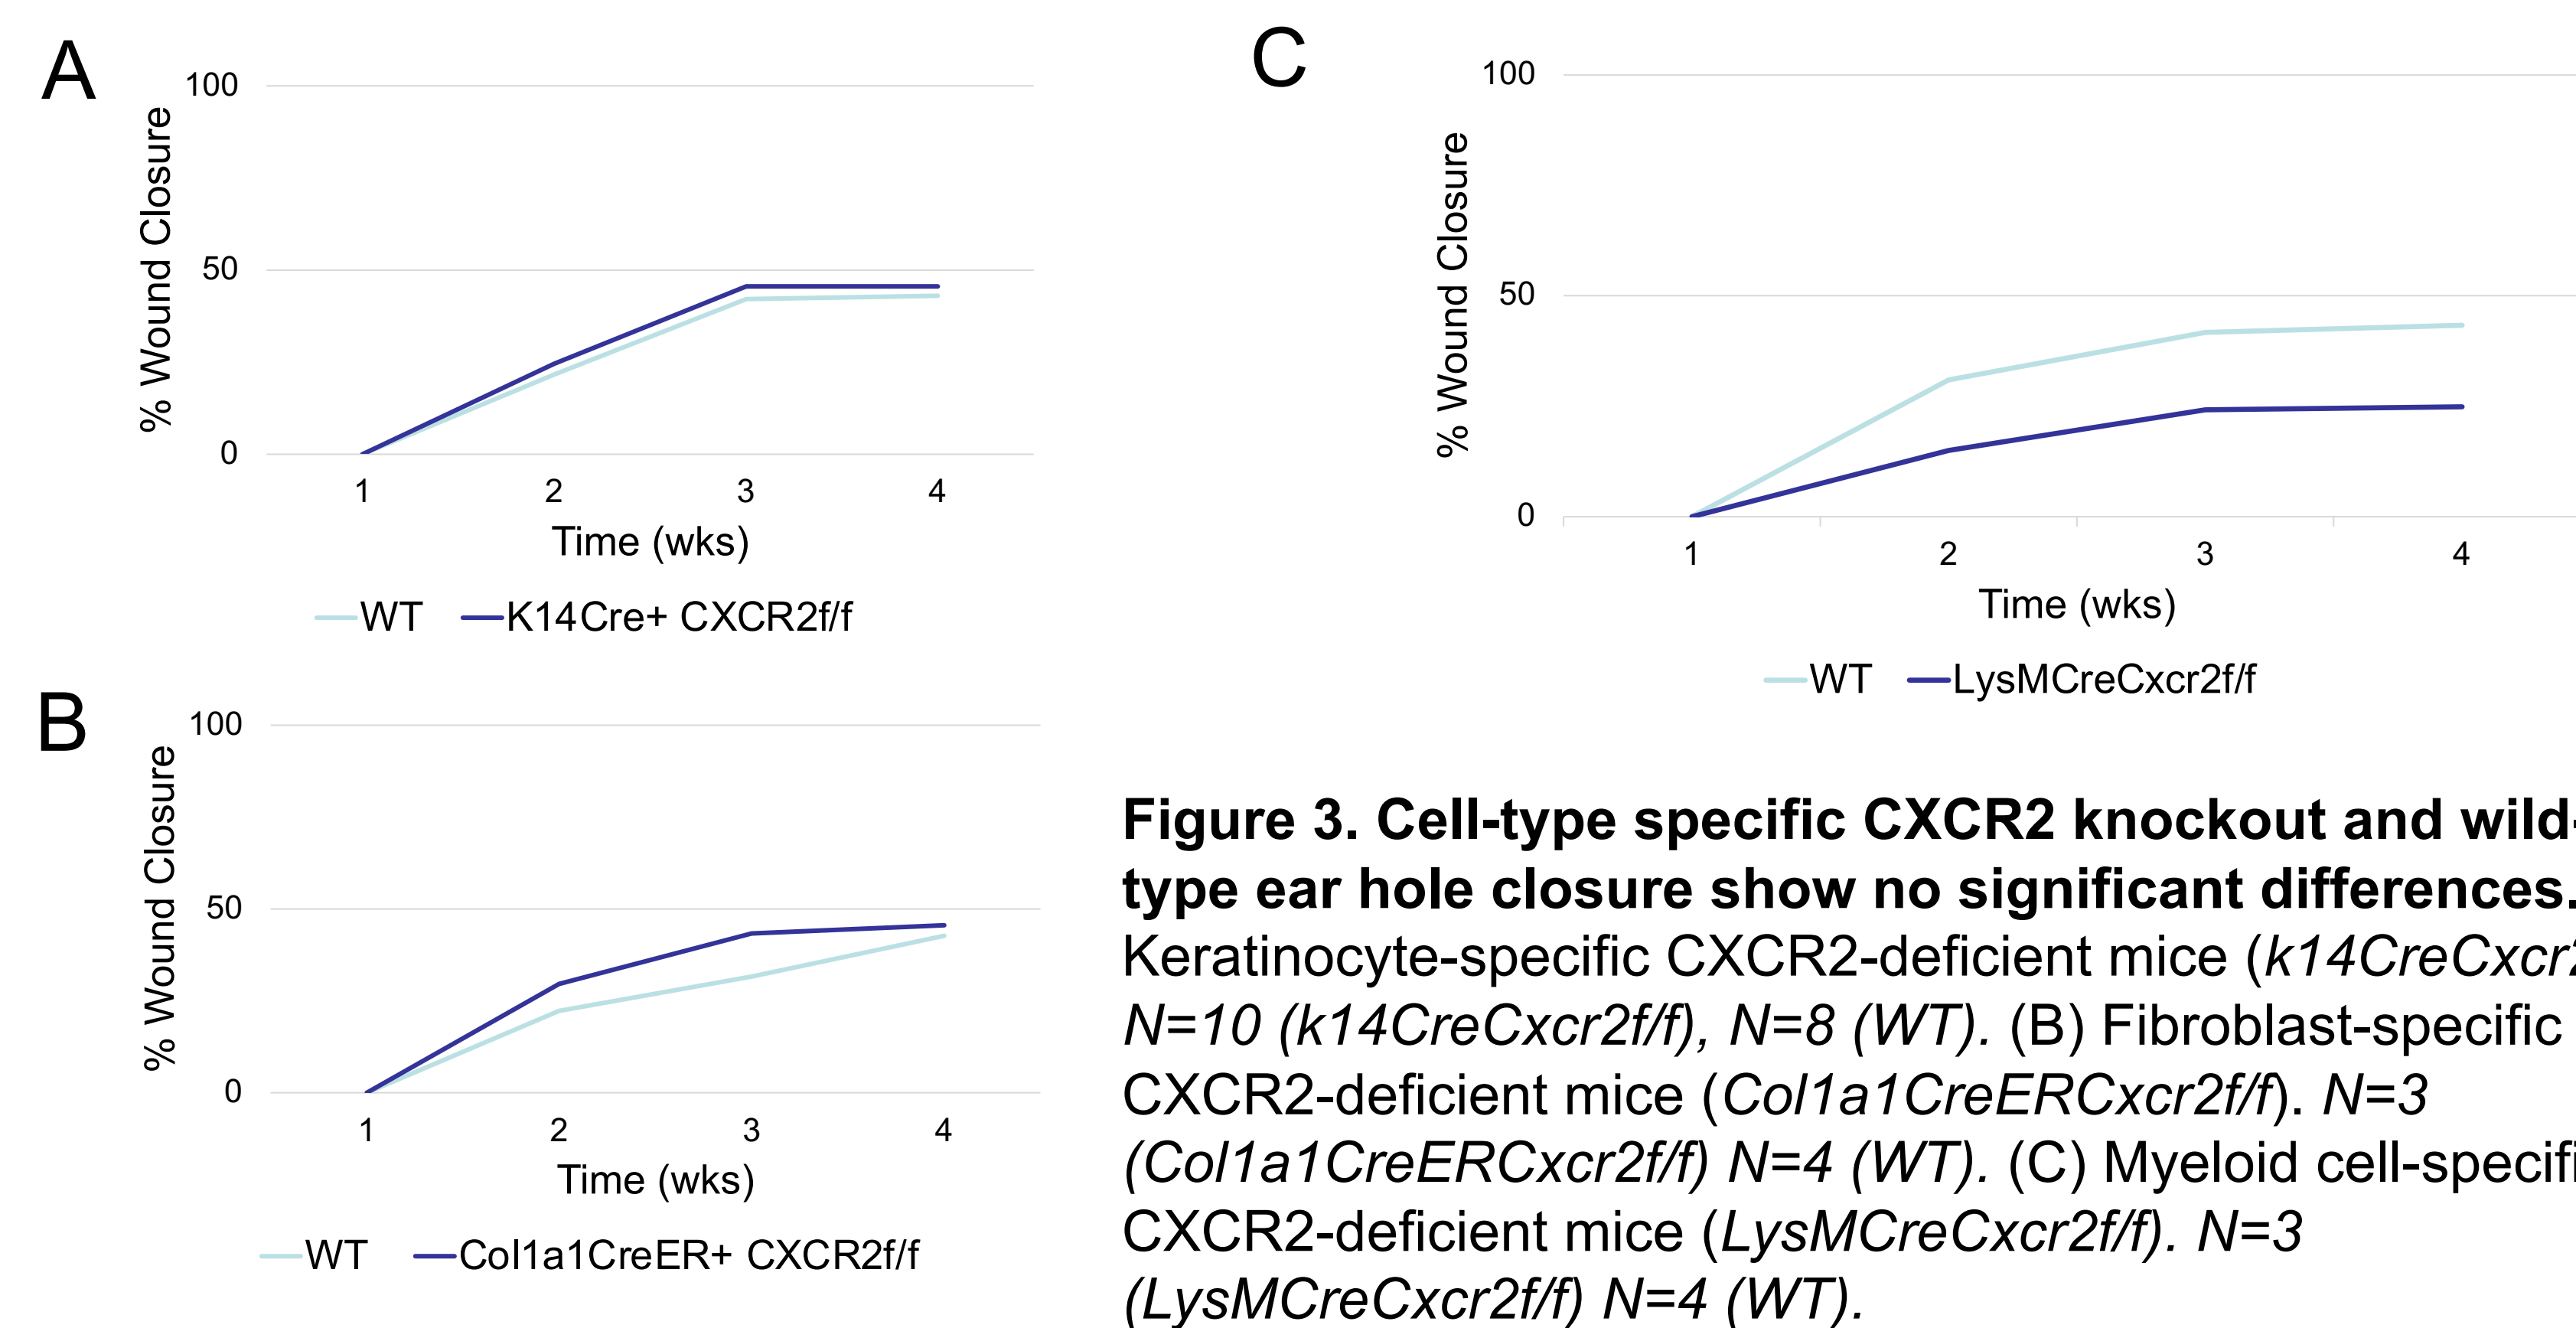 A
100
50
0
% Wound Closure
1 2 3 4
Time (wks)
WT K14Cre+ CXCR2f/f
B
100
50
0
% Wound Closure
1 2 3 4
Time (wks)
WT Col1a1CreER+ CXCR2f/f
C
100
50
0
% Wound Closure
1 2 3 4
Time (wks)
WT LysMCreCxcr2f/f
Figure 3. Cell-type specific CXCR2 knockout and wild-
type ear hole closure show no significant differences.
Keratinocyte-specific CXCR2-deficient mice (
N=10 (k14CreCxcr2f/f), N=8 (WT). (B) Fibroblast-specific
CXCR2-deficient mice (Col1a1CreERCxcr2f/f). N=3
(Col1a1CreERCxcr2f/f) N=4 (WT). (C) Myeloid
CXCR2-deficient mice (LysMCreCxcr2f/f). N=3
(LysMCreCxcr2f/f) N=4 (WT).